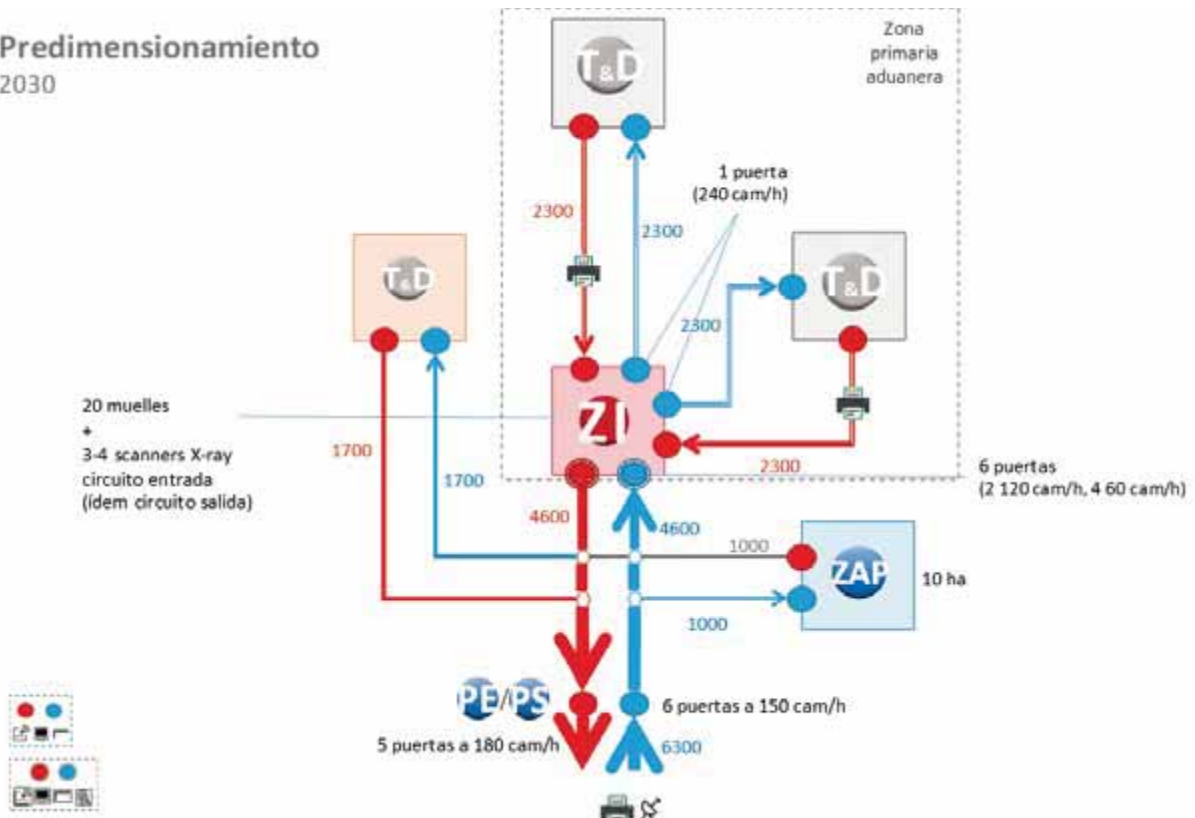 Predimensionamiento
2030
Zona
primaria
aduanera
T&D
1 puerta
(240 cam/h)
2300
2300
T&D
T&D
2300
20 muelles
+
3-4 scanners X-ray
circuito entrada
(ídem circuito salida)
ZI
1700
1700
2300
6 puertas
(2 120 cam/h, 4 60 cam/h)
4600
4600
1000
ZAP
10 ha
1000
PE/PS
6 puertas a 150 cam/h
5 puertas a 180 cam/h
6300